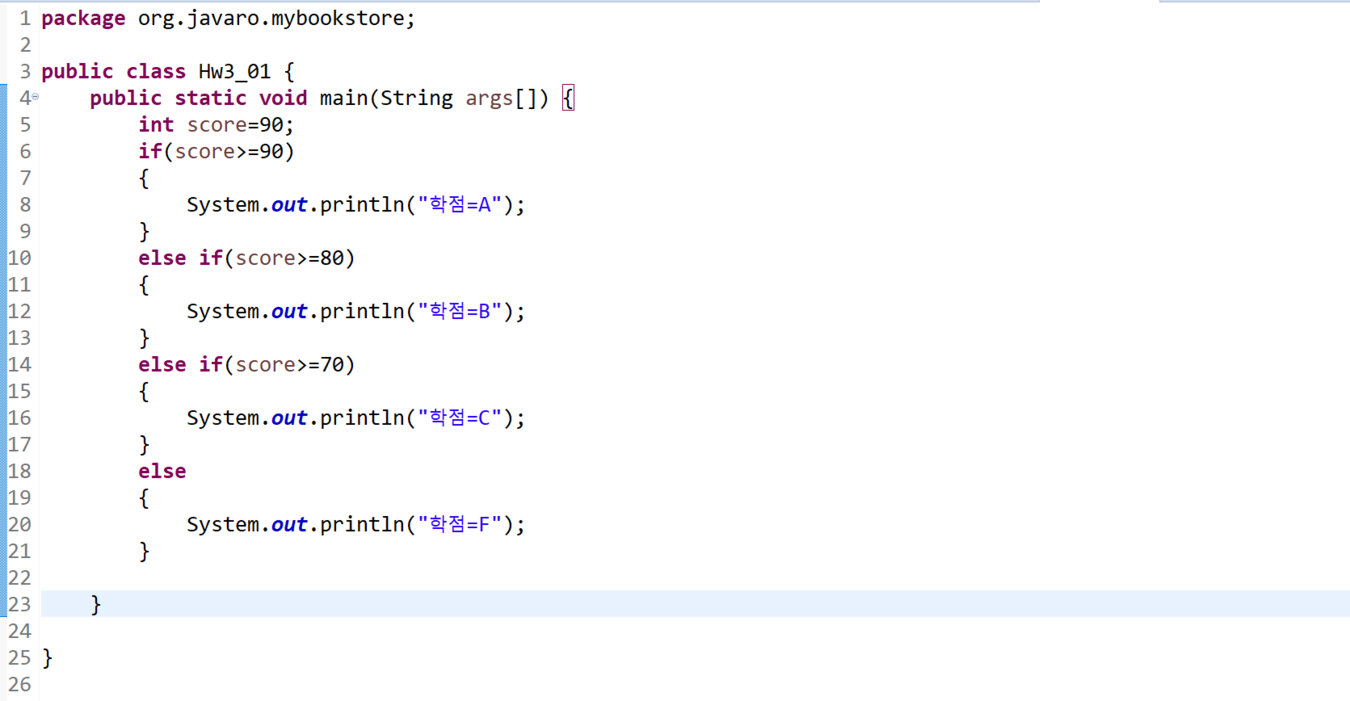 1 package org.javaro.mybookstore;
2
3 public class Hw3_01 {
4     public static void main(String args[]) {
5         int score=90;
6         if(score>=90)
7         {
8             System.out.println("학점=A");
9         }
10         else if(score>=80)
11         {
12             System.out.println("학점=B");
13         }
14         else if(score>=70)
15         {
16             System.out.println("학점=C");
17         }
18         else
19         {
20             System.out.println("학점=F");
21         }
22
23     }
24
25 }
26